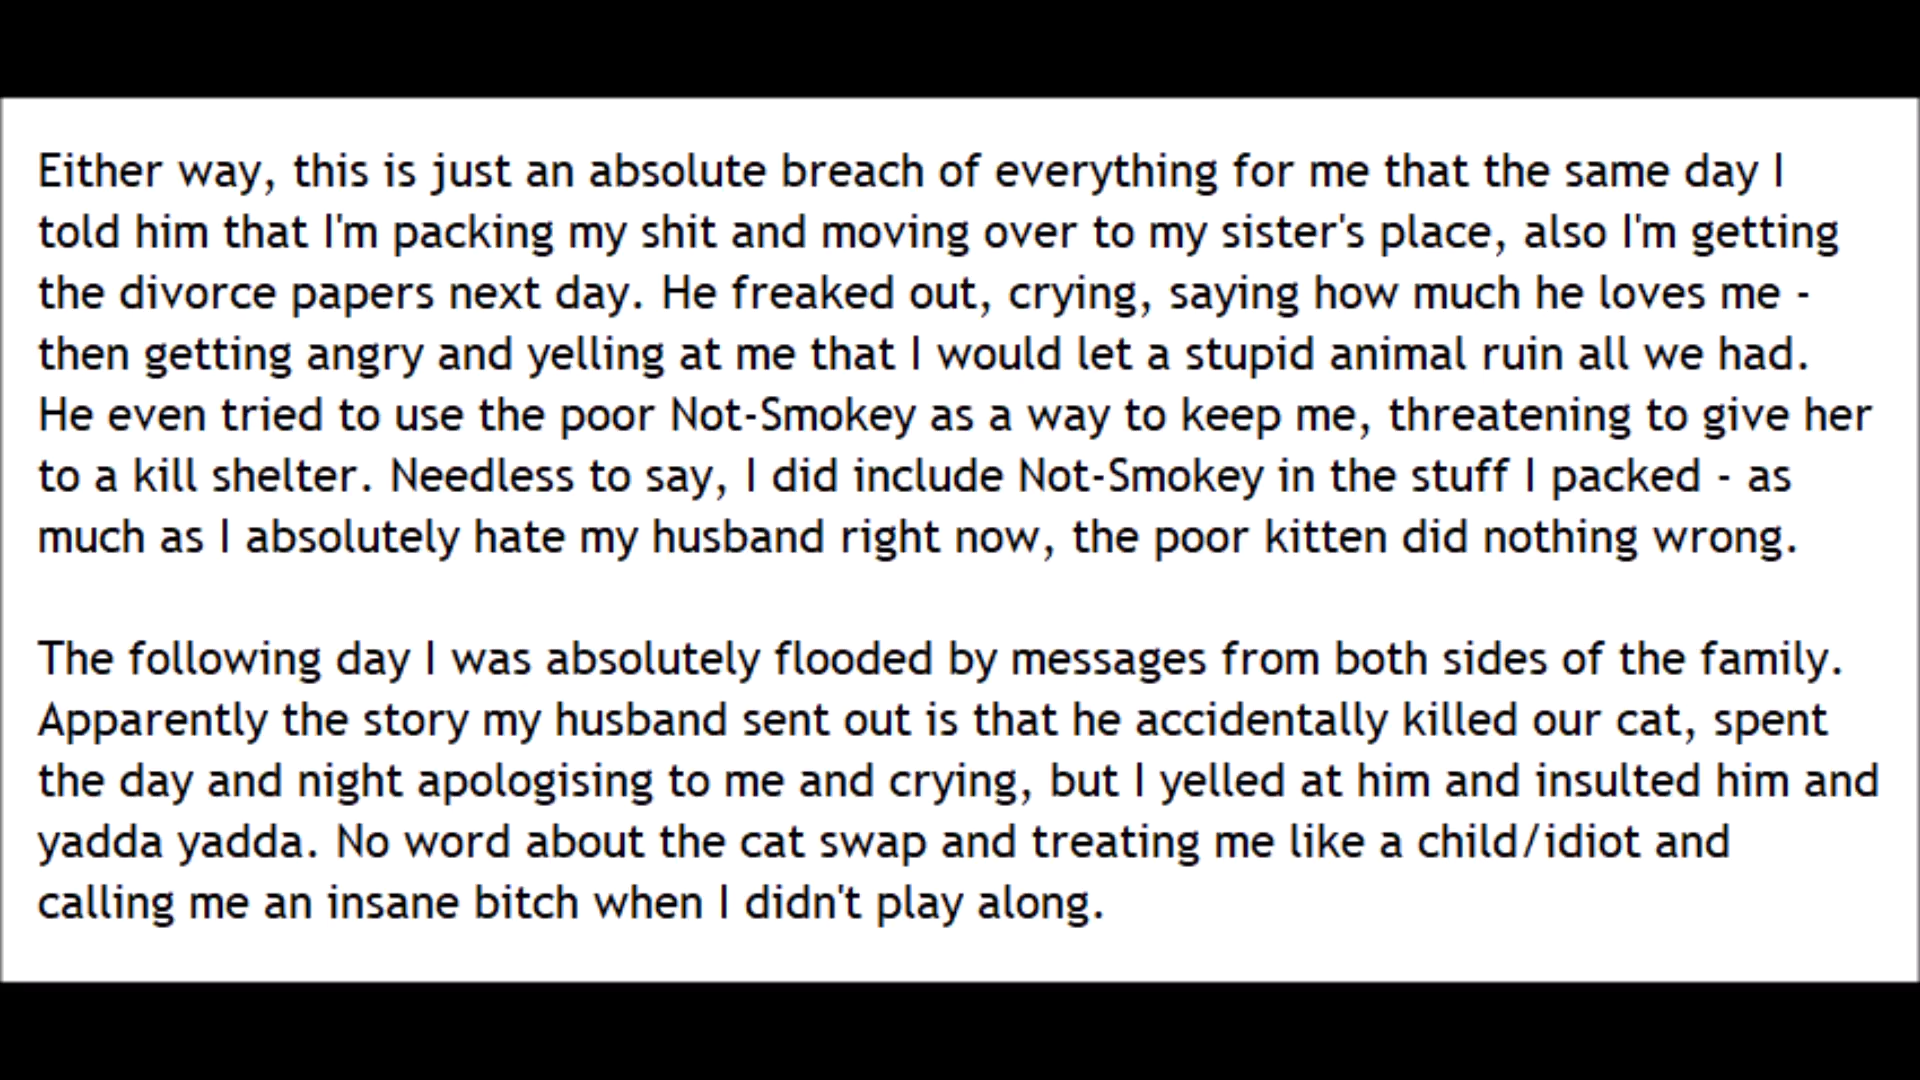 Either way, this is just an absolute breach of everything for me that the same day I
told him that I'm packing my shit and moving over to my sister's place, also I'm getting
the divorce papers next day. He freaked out, crying, saying how much he loves me -
then getting angry and yelling at me that I would let a stupid animal ruin all we had.
He even tried to use the poor Not-Smokey as a way to keep me, threatening to give her
to a kill shelter. Needless to say, I did include Not-Smokey in the stuff I packed - as
much as I absolutely hate my husband right now, the poor kitten did nothing wrong.
The following day I was absolutely flooded by messages from both sides of the family.
Apparently the story my husband sent out is that he accidentally killed our cat, spent
the day and night apologising to me and crying, but I yelled at him and insulted him and
yadda yadda. No word about the cat swap and treating me like a child/idiot and
calling me an insane bitch when I didn't play along.